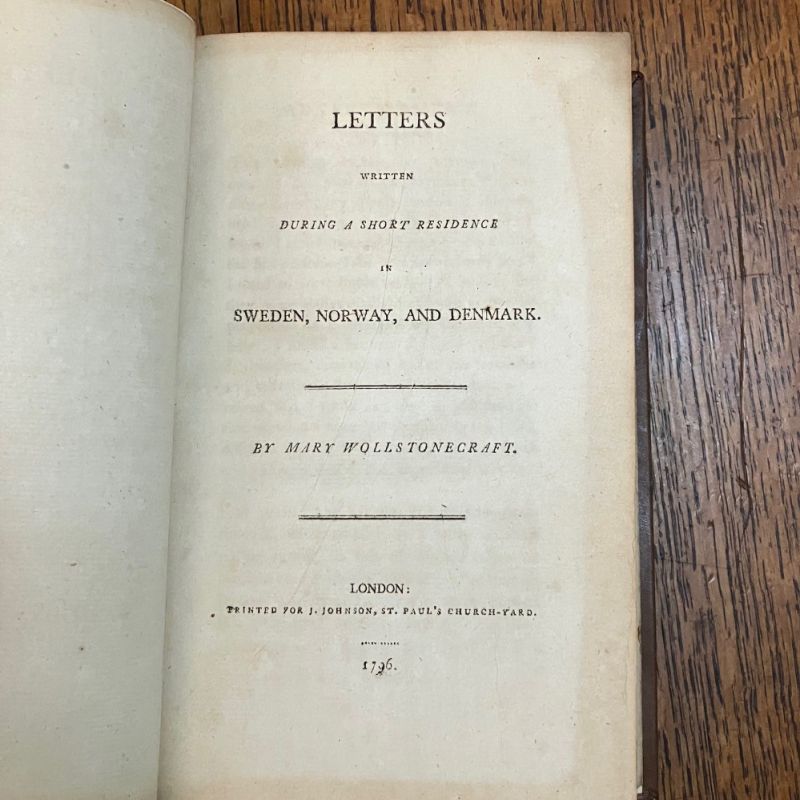 LETTERS
WRITTEN
DURING A SHORT RESIDENCE
IN
SWEDEN, NORWAY, AND DENMARK.
BY MARY WOLLSTONECRAFT.
LONDON:
PRINTED FOR J. JOHNSON, ST. PAUL'S CHURCH-YARD.
1796.